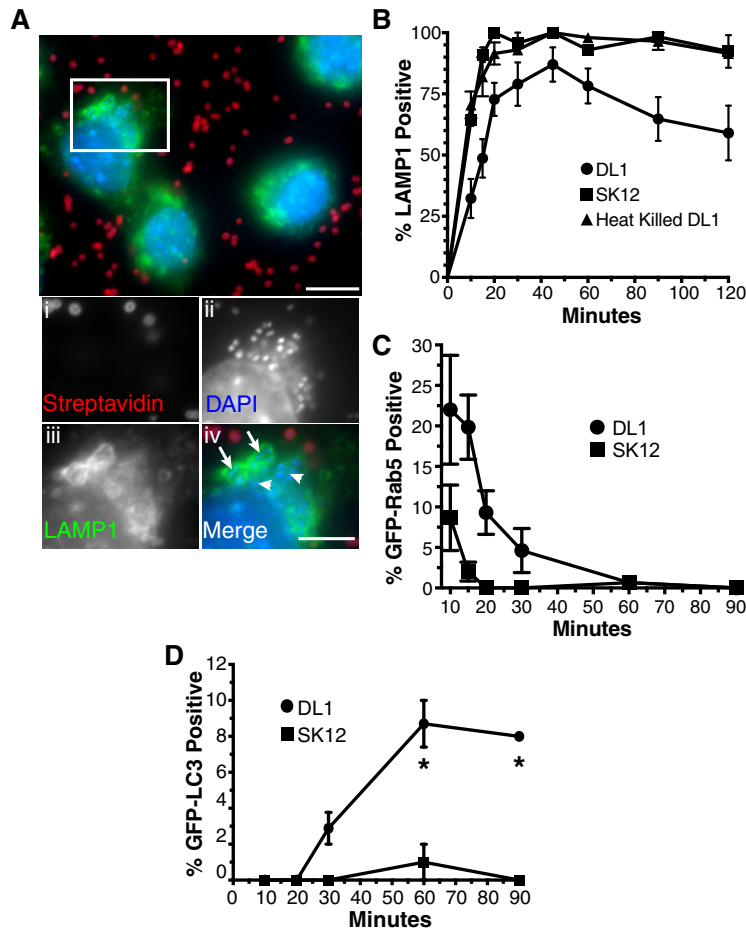 A
i
Streptavidin
ii
DAPI
iii
LAMP1
iv
Merge
B
% LAMP1 Positive
100
75
50
25
0
DL1
SK12
Heat Killed DL1
0 20 40 60 80 100 120
Minutes
C
% GFP-Rab5 Positive
30
25
20
15
10
5
0
DL1
SK12
10 20 30 40 50 60 70 80 90
Minutes
D
% GFP-LC3 Positive
12
10
8
6
4
2
0
DL1
SK12
* *
0 10 20 30 40 50 60 70 80 90
Minutes